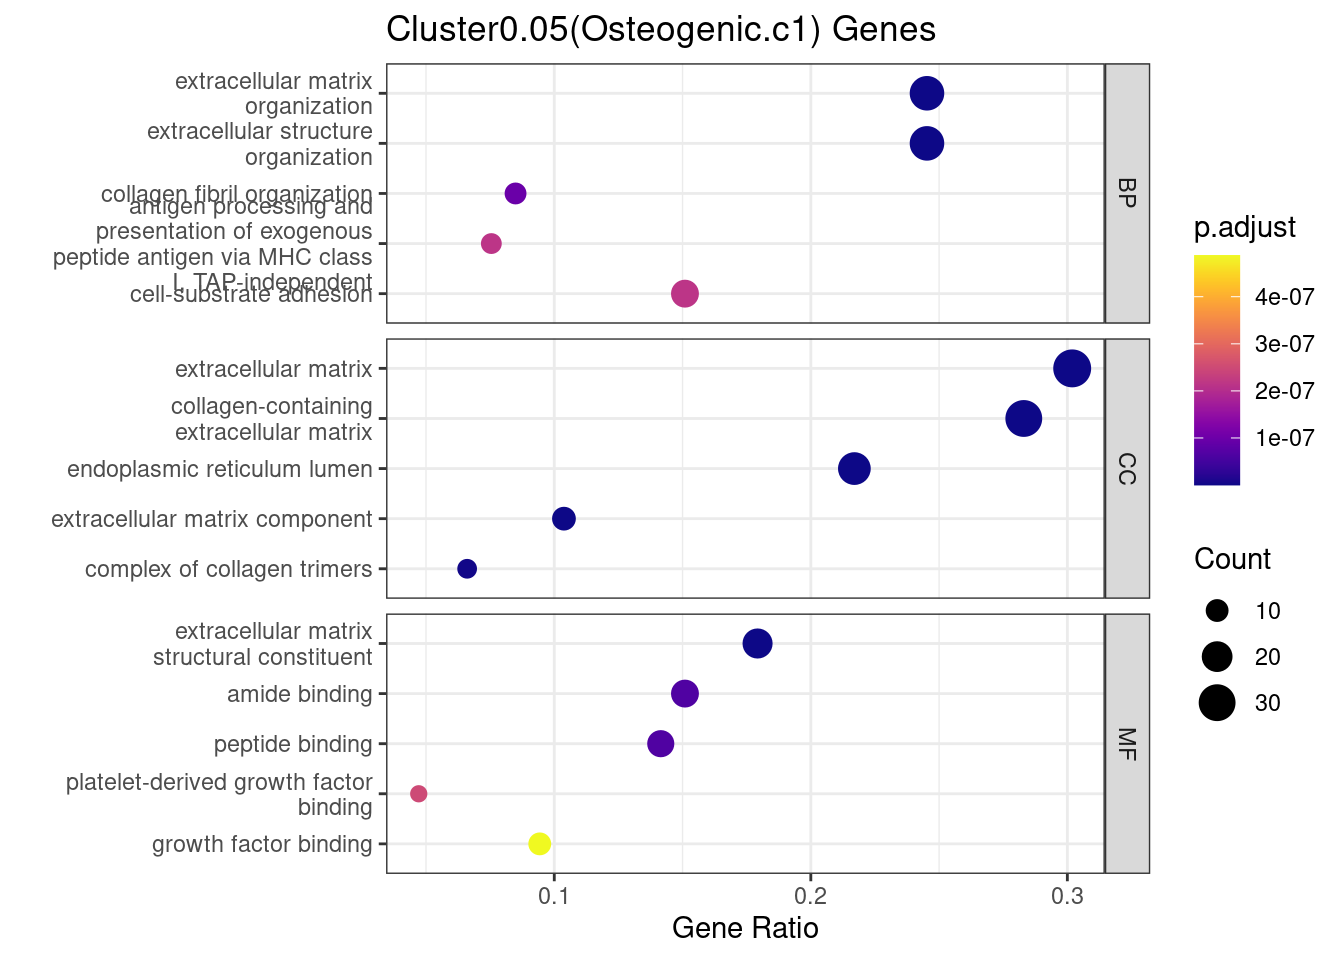 Cluster0.05(Osteogenic.c1) Genes
extracellular matrix
organization
extracellular structure
organization
collagen fibril organization
antigen processing and
presentation of exogenous
peptide antigen via MHC class
I, TAP-independent
cell-substrate adhesion
BP
extracellular matrix
collagen-containing
extracellular matrix
endoplasmic reticulum lumen
extracellular matrix component
complex of collagen trimers
CC
extracellular matrix
structural constituent
amide binding
peptide binding
platelet-derived growth factor
binding
growth factor binding
MF
0.1
0.2
0.3
Gene Ratio
p.adjust
4e-07
3e-07
2e-07
1e-07
Count
10
20
30